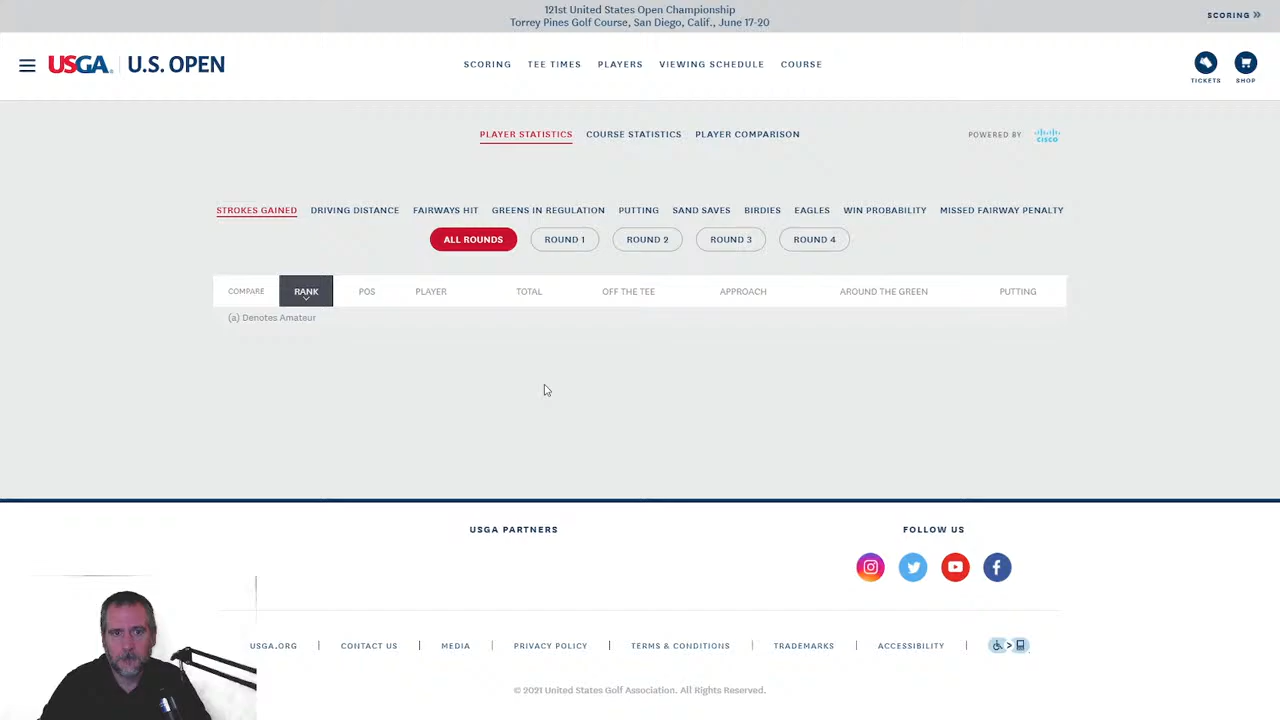 121st United States Open Championship
Torrey Pines Golf Course, San Diego, Calif., June 17-20
SCORING »
USGA. U.S. OPEN
SCORING TEE TIMES PLAYERS VIEWING SCHEDULE COURSE
TICKETS SHOP
PLAYER STATISTICS COURSE STATISTICS PLAYER COMPARISON
POWERED BY CISCO
STROKES GAINED DRIVING DISTANCE FAIRWAYS HIT GREENS IN REGULATION PUTTING SAND SAVES BIRDIES EAGLES WIN PROBABILITY MISSED FAIRWAY PENALTY
ALL ROUNDS ROUND 1 ROUND 2 ROUND 3 ROUND 4
COMPARE RANK POS PLAYER TOTAL OFF THE TEE APPROACH AROUND THE GREEN PUTTING
(a) Denotes Amateur
USGA PARTNERS
FOLLOW US
USGA.ORG | CONTACT US | MEDIA | PRIVACY POLICY | TERMS & CONDITIONS | TRADEMARKS | ACCESSIBILITY |
© 2021 United States Golf Association. All Rights Reserved.